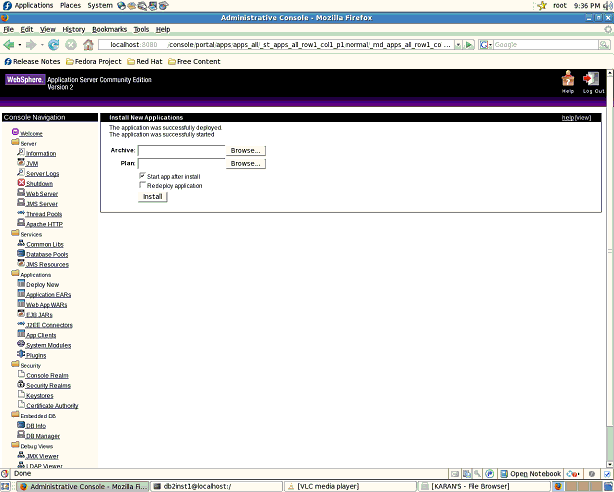 Applications Places System root 9:36 PM
Administrative Console - Mozilla Firefox
File Edit View History Bookmarks Tools Help
localhost:8080 /console/portal/apps/apps_all/_st_apps_all_row1_col1_p1/normal/_md_apps_all_row1_co ... Google
Release Notes Fedora Project Red Hat Free Content
WebSphere. Application Server Community Edition
Version 2
Help Log Out
Console Navigation
Welcome
Server
Information
JVM
Server Logs
Shutdown
Web Server
JMS Server
Thread Pools
Apache HTTP
Services
Common Libs
Database Pools
JMS Resources
Applications
Deploy New
Application EARs
Web App WARs
EJB JARs
J2EE Connectors
App Clients
System Modules
Plugins
Security
Console Realm
Security Realms
Keystores
Certificate Authority
Embedded DB
DB Info
DB Manager
Debug Views
JMX Viewer
LDAP Viewer
Install New Applications help[view]
The application was successfully deployed.
The application was successfully started
Archive: Browse...
Plan: Browse...
Start app after install
Redeploy application
Install
Done Open Notebook
Administrative Console - Mozilla Fi... db2inst1@localhost:/ [VLC media player] [KARAN'S - File Browser]